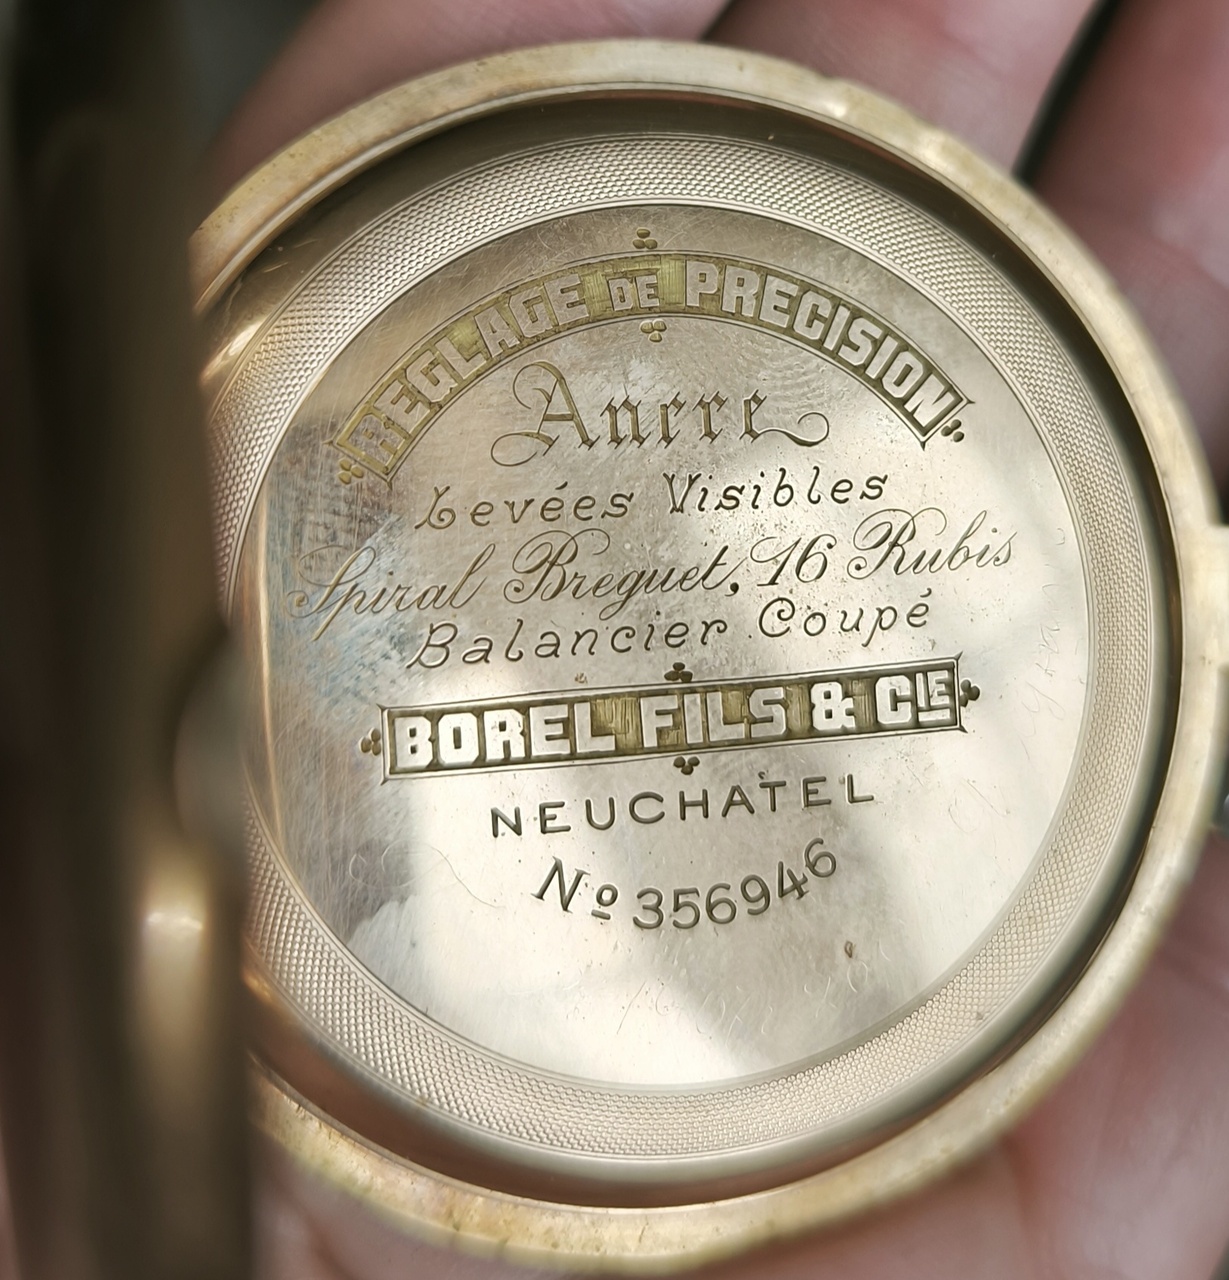 REGLAGE DE PRECISION
Ancre
Levées Visibles
Spiral Breguet, 16 Rubis
Balancier Coupé
BOREL FILS & CIE
NEUCHATEL
No 356946